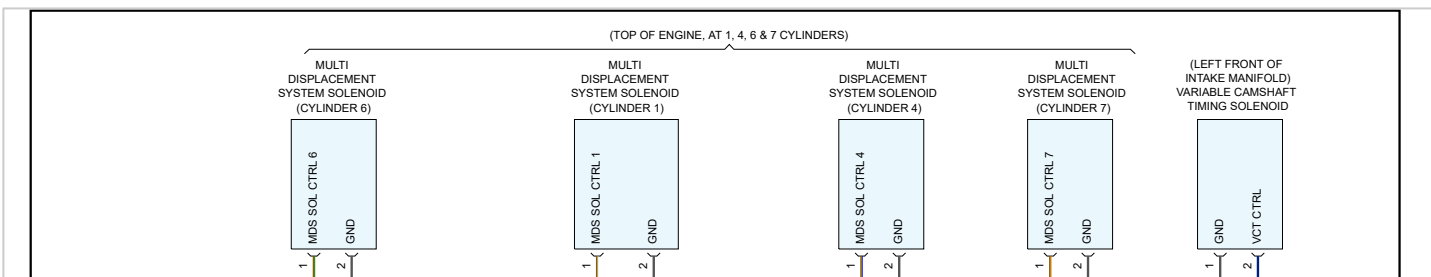 (TOP OF ENGINE, AT 1, 4, 6 & 7 CYLINDERS)
MULTI
DISPLACEMENT
SYSTEM SOLENOID
(CYLINDER 6)
MDS SOL CTRL 6
GND
1
2
MULTI
DISPLACEMENT
SYSTEM SOLENOID
(CYLINDER 1)
MDS SOL CTRL 1
GND
1
2
MULTI
DISPLACEMENT
SYSTEM SOLENOID
(CYLINDER 4)
MDS SOL CTRL 4
GND
1
2
MULTI
DISPLACEMENT
SYSTEM SOLENOID
(CYLINDER 7)
MDS SOL CTRL 7
GND
1
2
(LEFT FRONT OF
INTAKE MANIFOLD)
VARIABLE CAMSHAFT
TIMING SOLENOID
GND
VCT CTRL
1
2